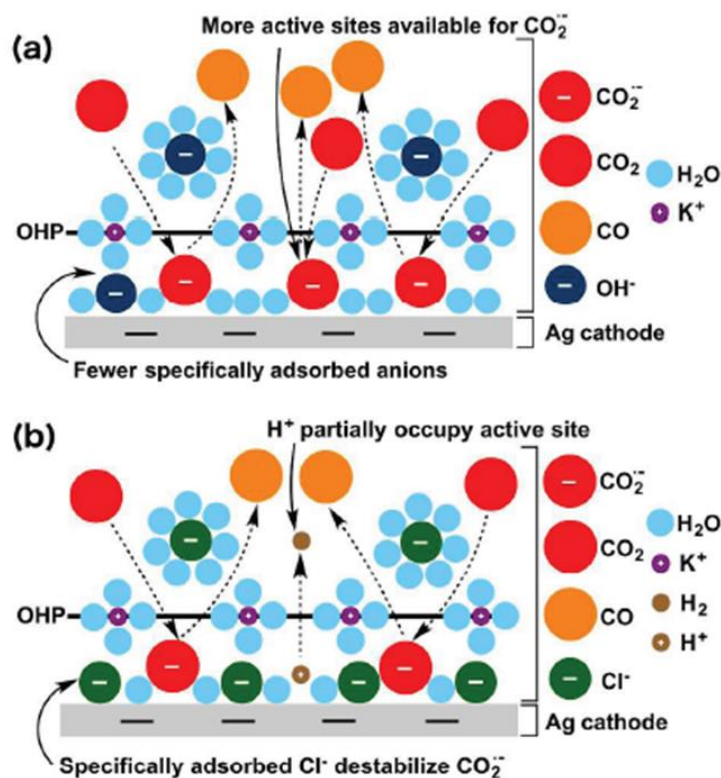 (a)
More active sites available for CO₂·⁻
CO₂·⁻
CO₂
H₂O
K⁺
CO
OH⁻
OHP
Ag cathode
Fewer specifically adsorbed anions
(b)
H⁺ partially occupy active site
CO₂·⁻
CO₂
H₂O
K⁺
CO
H₂
H⁺
Cl⁻
OHP
Ag cathode
Specifically adsorbed Cl⁻ destabilize CO₂·⁻